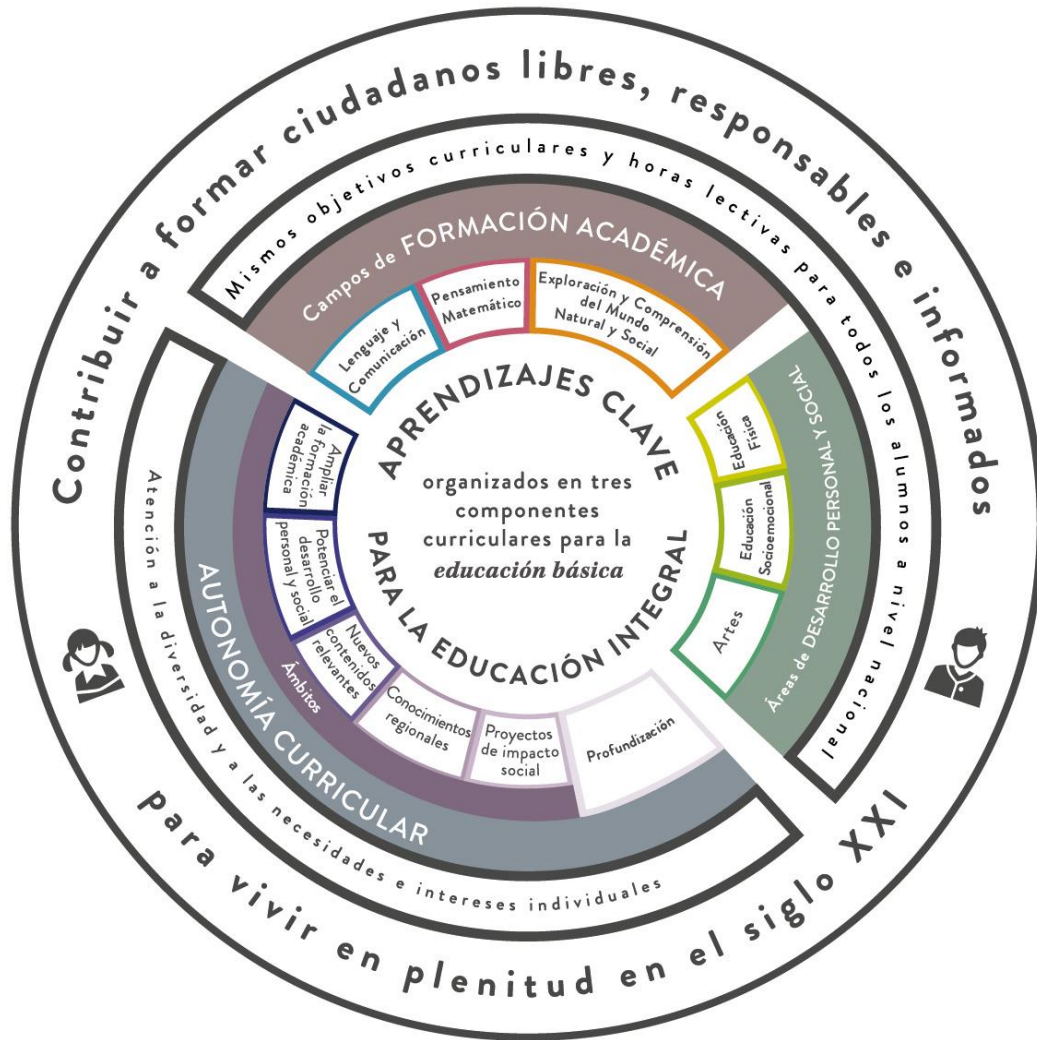 Contribuir a formar ciudadanos libres, responsables e informados
para vivir en plenitud en el siglo XXI
Mismos objetivos curriculares y horas lectivas para todos los alumnos a nivel nacional
Campos de FORMACIÓN ACADÉMICA
Lenguaje y
Comunicación
Pensamiento
Matemático
Exploración y Comprensión
del Mundo
Natural y Social
Áreas de DESARROLLO PERSONAL Y SOCIAL
Educación
Física
Educación
Socioemocional
Artes
Atención a la diversidad y a las necesidades e intereses individuales
AUTONOMÍA CURRICULAR
Ámbitos
Ampliar
la formación
académica
Potenciar el
desarrollo
personal y social
Nuevos
contenidos
relevantes
Conocimientos
regionales
Proyectos
de impacto
social
Profundización
APRENDIZAJES CLAVE
PARA LA EDUCACIÓN INTEGRAL
organizados en tres
componentes
curriculares para la
educación básica